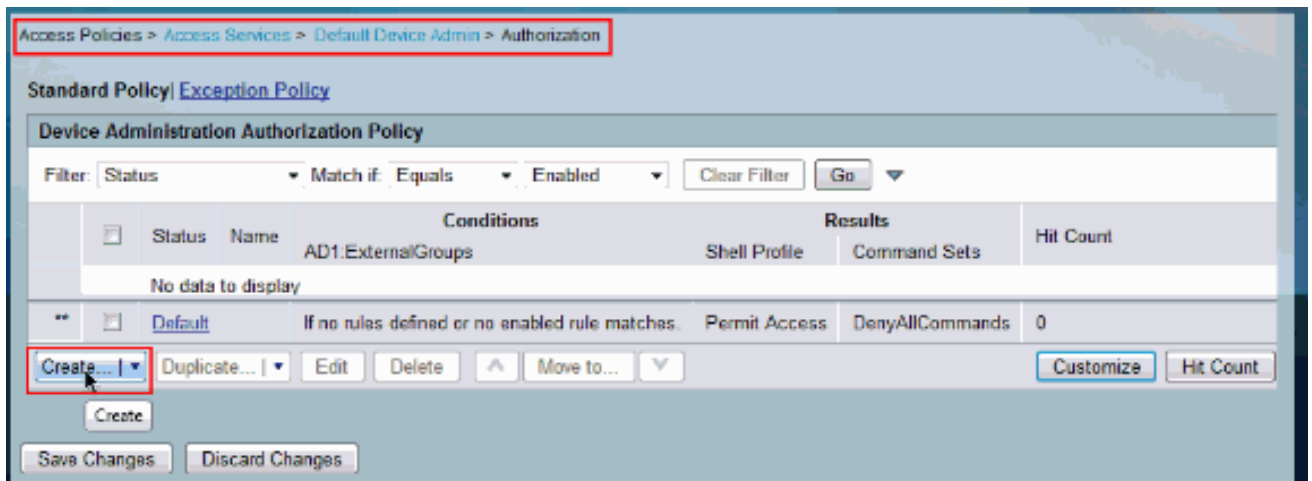 Access Policies > Access Services > Default Device Admin > Authorization
Standard Policy| Exception Policy
Device Administration Authorization Policy
Filter: Status Match if: Equals Enabled Clear Filter Go
Status Name Conditions Results Hit Count
AD1:ExternalGroups Shell Profile Command Sets
No data to display
** Default If no rules defined or no enabled rule matches. Permit Access DenyAllCommands 0
Create... | Duplicate... | Edit Delete Move to... Customize Hit Count
Create
Save Changes Discard Changes